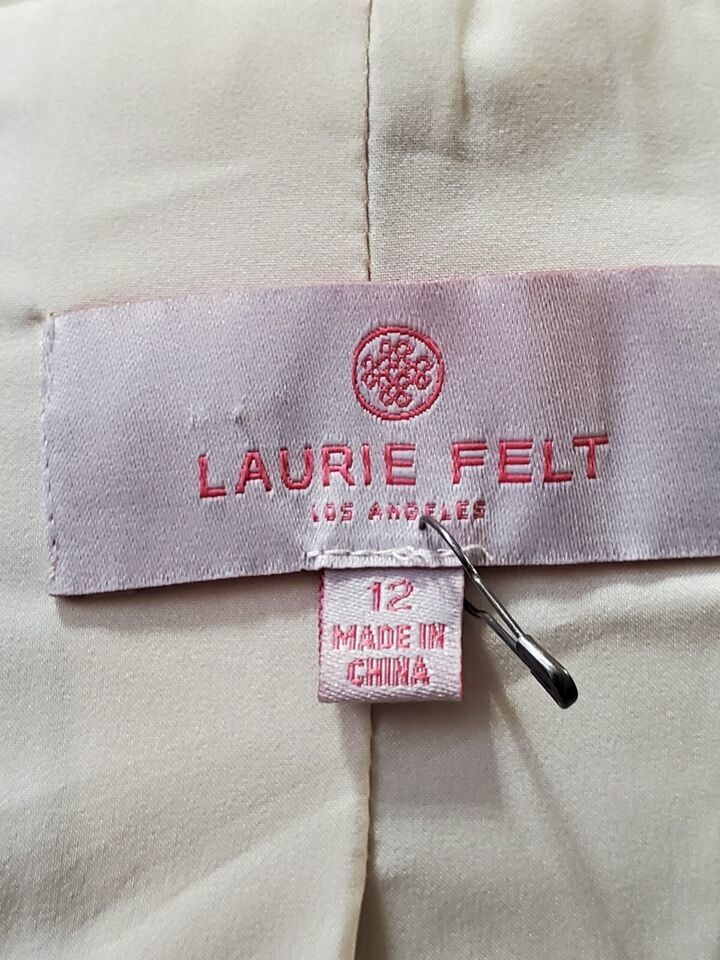 LAURIE FELT
LOS ANGELES
12
MADE IN
CHINA